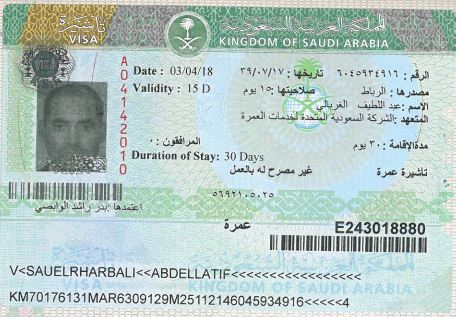 تأشيرة
VISA
المملكة العربية السعودية
KINGDOM OF SAUDI ARABIA
A041142010
Date : 03/04/18 تاريخها : ٣٩/٠٧/١٧ الرقم : ٦٠٤٥٩٣٤٩١٦
Validity : 15 D صلاحيتها : ١٥ يوم مصدرها : الرباط
الاسم : عبد اللطيف الغربالي
المتعهد : الشركة السعودية المتحدة لخدمات العمرة
المرافقون : ٠ مدة الإقامة : ٣٠ يوم
Duration of Stay: 30 Days
غير مصرح له بالعمل تأشيرة عمرة
٥٦٩٢١٠٥٠٢٥
اعتمدها : بدر راشد الوابصي
عمرة E243018880
V<SAUELRHARBALI<<ABDELLATIF<<<<<<<<<<<<<<<<<
KM70176131MAR6309129M25112146045934916<<<<<4